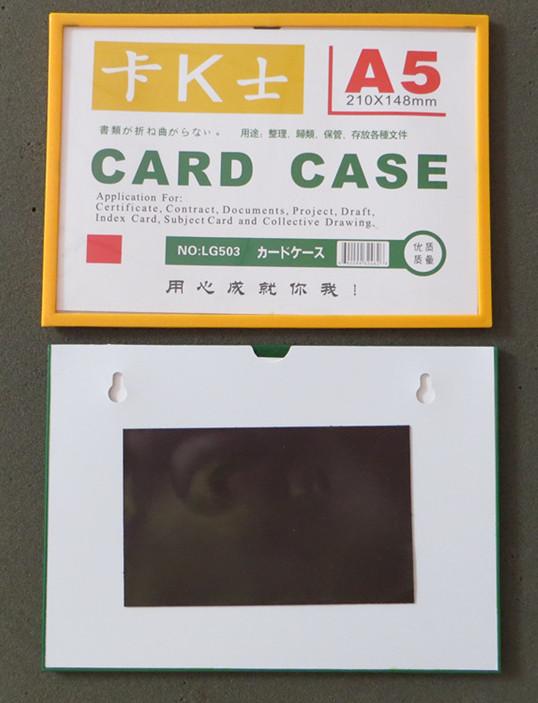 卡K士
A5
210X148mm
書類が折ね曲がらない。 用途:整理、歸類、保管、存放各種文件
CARD CASE
Application For:
Certificate, Contract, Documents, Project, Draft,
Index Card, Subject Card and Collective Drawing.
NO:LG503 カードケース
优质
质量
用心成就你我!